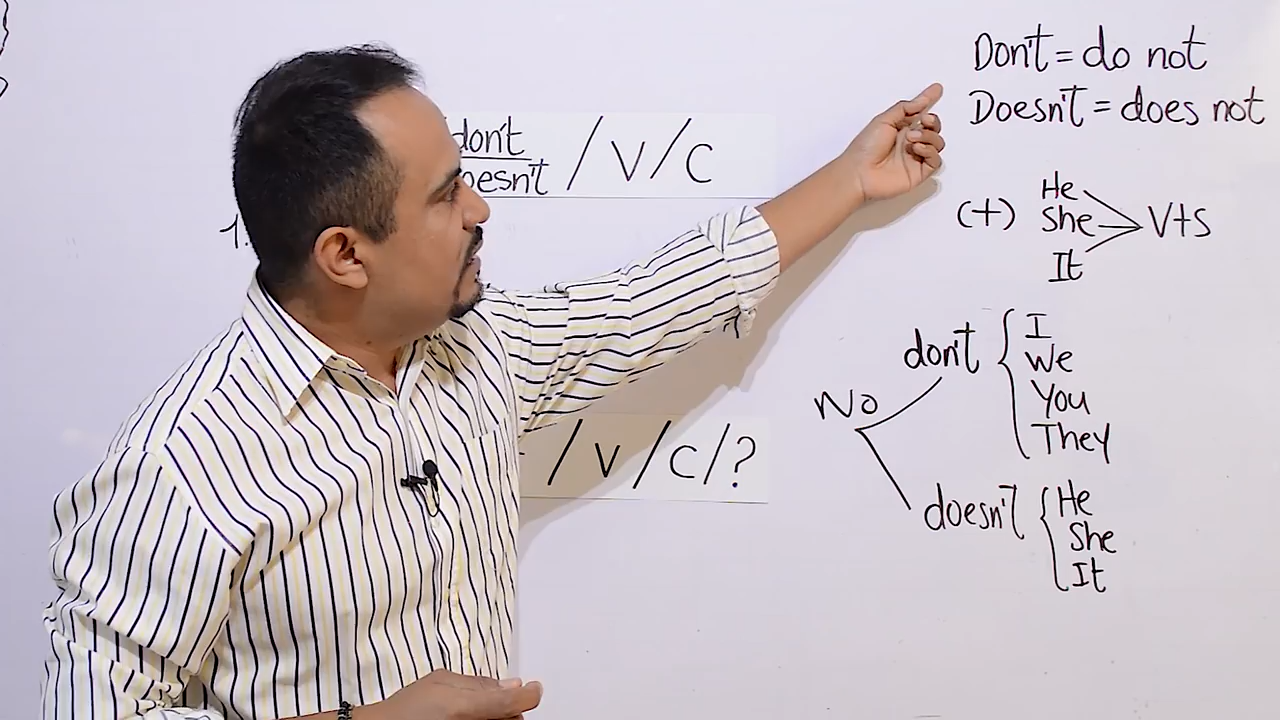 Don't = do not
Doesn't = does not
don't / V / C
oesn't
1.
(+) He
She V+S
It
don't { I
We
You
They
No
doesn't { He
She
It
/ V / C / ?